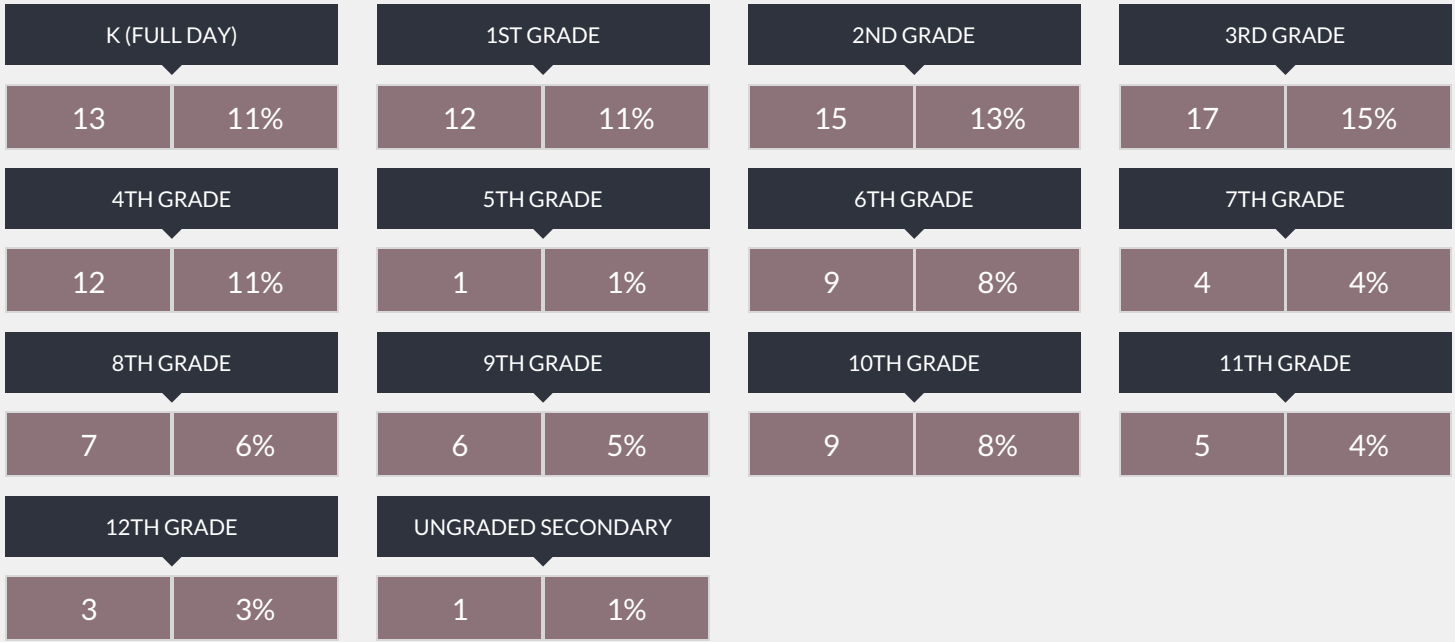 K (FULL DAY) 1ST GRADE 2ND GRADE 3RD GRADE
13 11% 12 11% 15 13% 17 15%
4TH GRADE 5TH GRADE 6TH GRADE 7TH GRADE
12 11% 1 1% 9 8% 4 4%
8TH GRADE 9TH GRADE 10TH GRADE 11TH GRADE
7 6% 6 5% 9 8% 5 4%
12TH GRADE UNGRADED SECONDARY
3 3% 1 1%